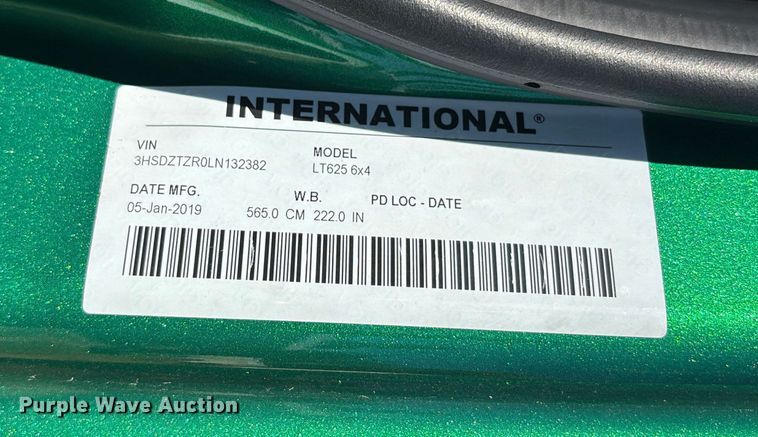 INTERNATIONAL®
VIN MODEL
3HSDZTZR0LN132382 LT625 6x4
DATE MFG. W.B. PD LOC - DATE
05-Jan-2019 565.0 CM 222.0 IN
Purple Wave Auction